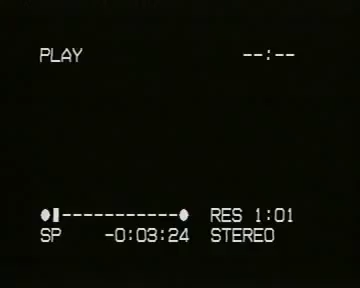 PLAY --:--
●▮-----------● RES 1:01
SP -0:03:24 STEREO